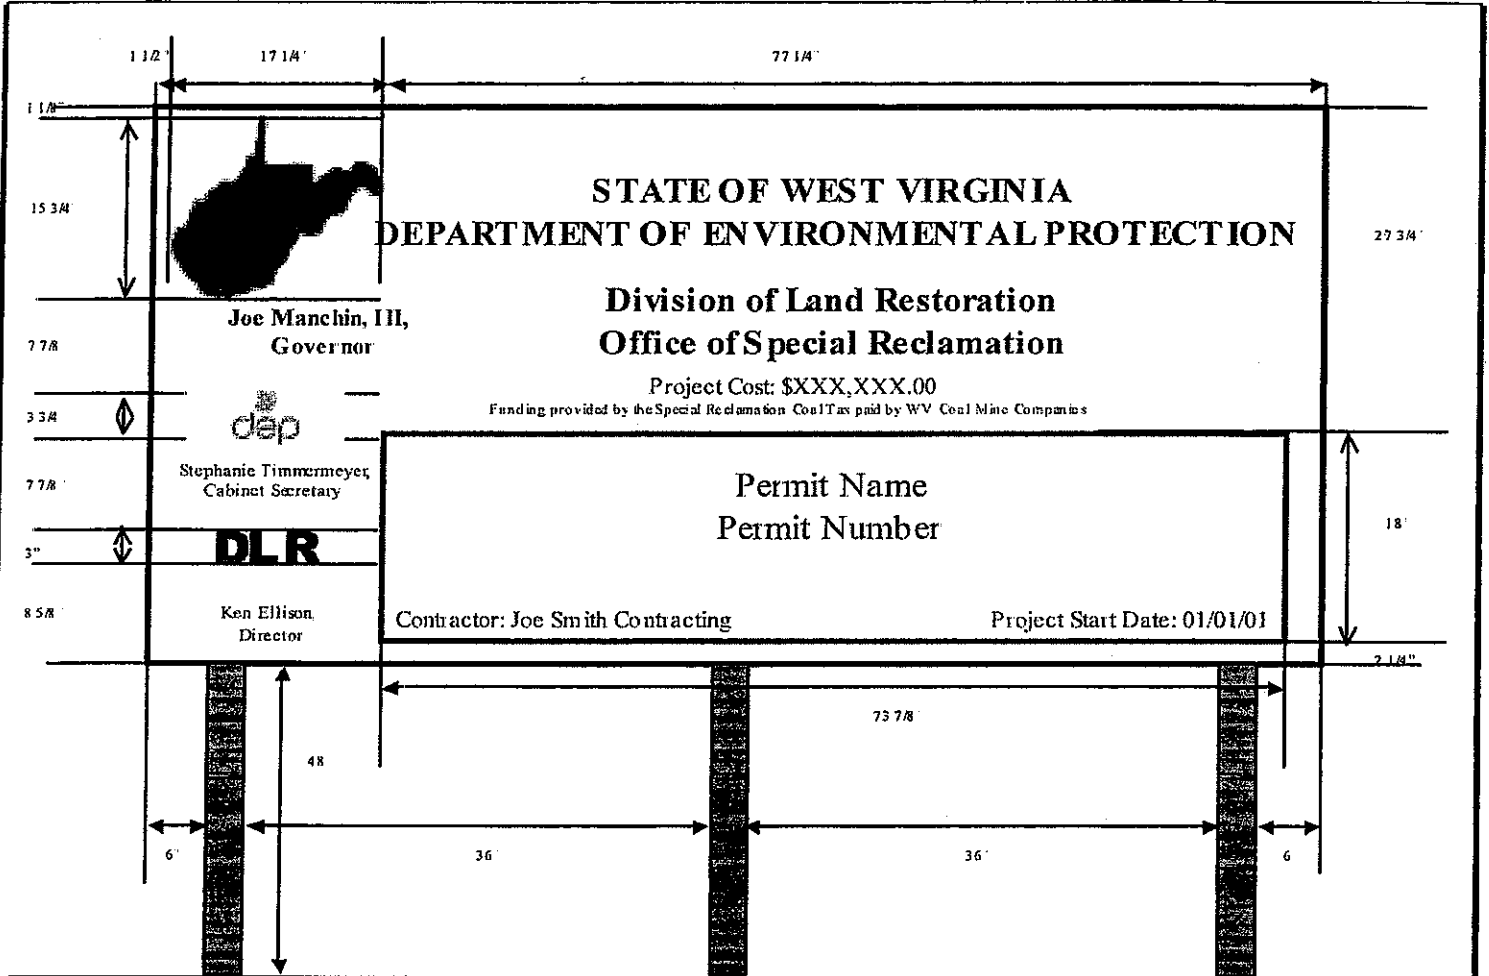 1 1/2"
17 1/4"
77 1/4"
1 1/8"
15 3/4"
STATE OF WEST VIRGINIA
DEPARTMENT OF ENVIRONMENTAL PROTECTION
27 3/4"
Division of Land Restoration
Office of Special Reclamation
Joe Manchin, III,
Governor
7 7/8
Project Cost: $XXX,XXX.00
Funding provided by the Special Reclamation Coal Tax paid by WV Coal Mine Companies
3 3/4
dep
Stephanie Timmermeyer,
Cabinet Secretary
7 7/8"
Permit Name
Permit Number
18"
DLR
3"
8 5/8"
Ken Ellison,
Director
Contractor: Joe Smith Contracting
Project Start Date: 01/01/01
2 1/4"
73 7/8"
48
6"
36"
36"
6